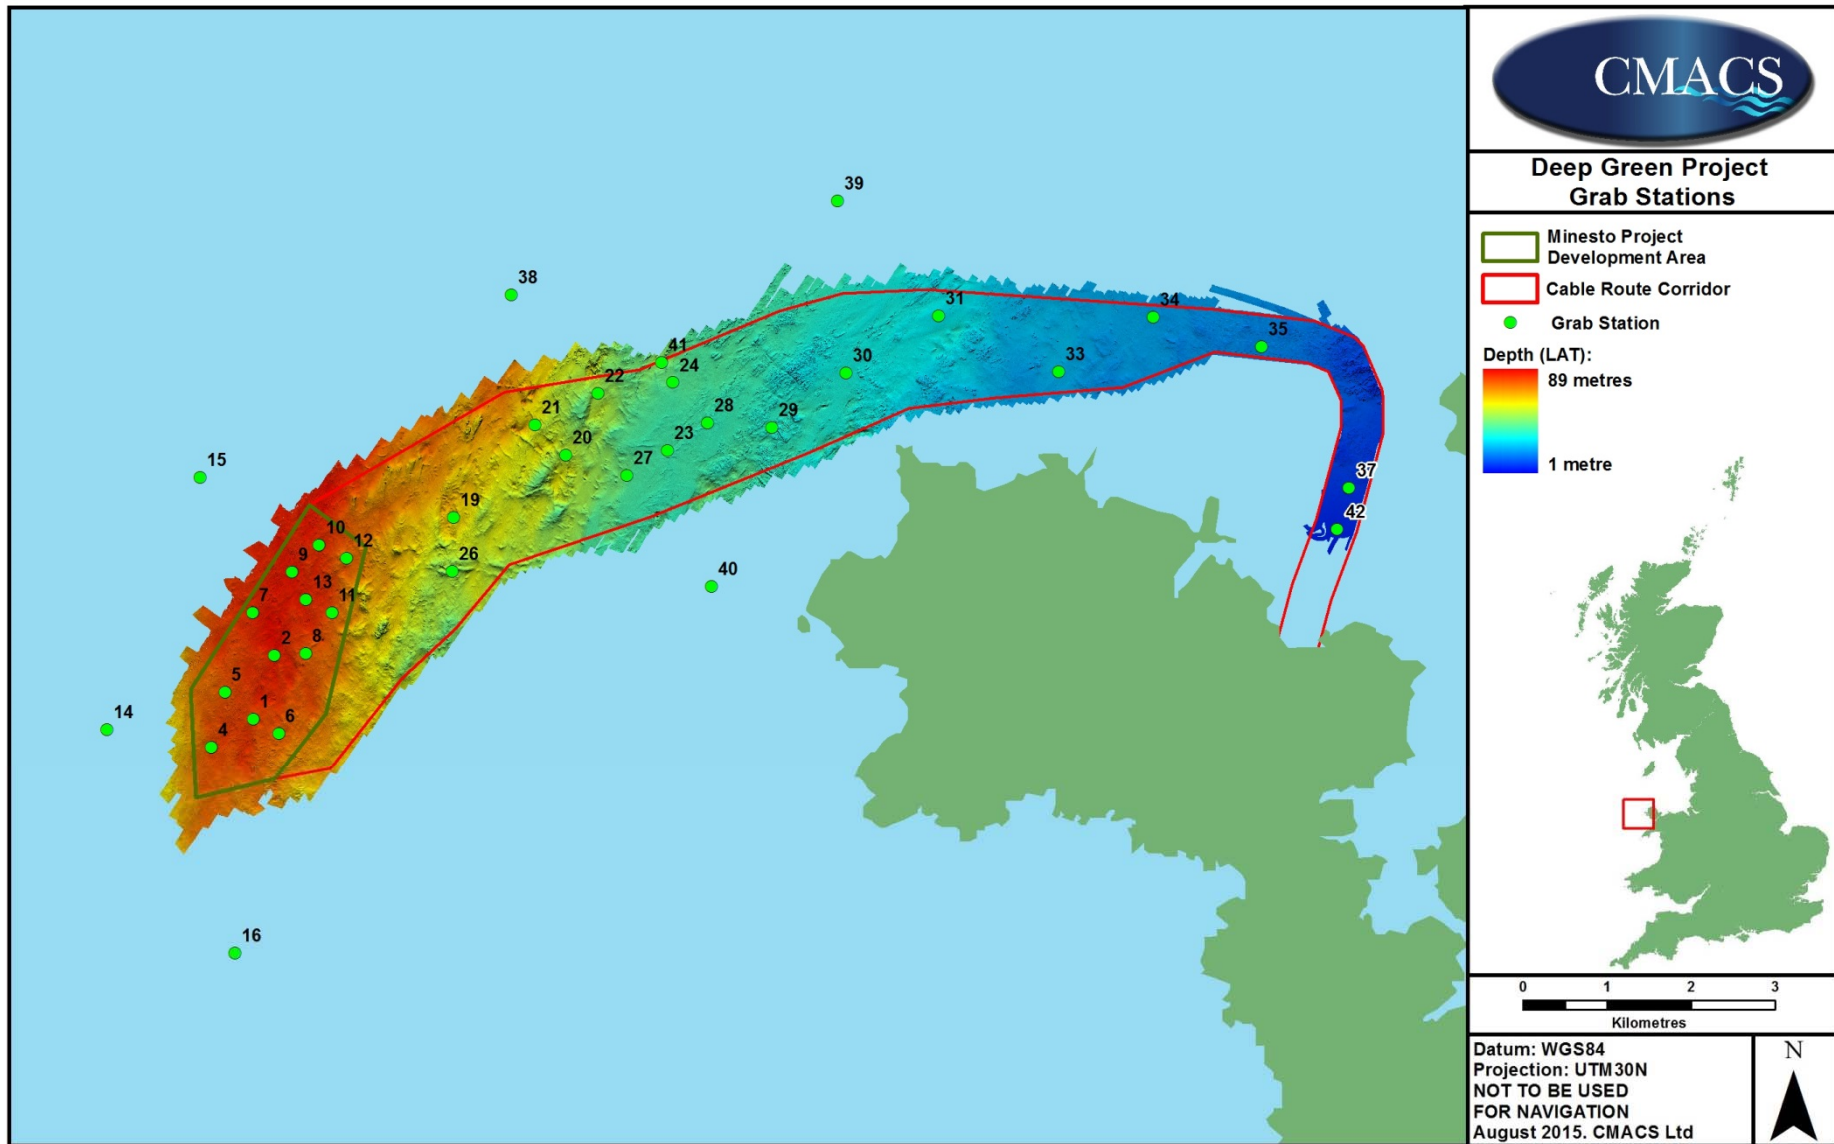 39
38
31
34
35
41
24
22
30
33
21
28
29
20
23
15
27
37
19
42
10
12
9
26
13
40
7
11
2
8
5
1
14
6
4
16
CMACS
Deep Green Project
Grab Stations
Minesto Project
Development Area
Cable Route Corridor
Grab Station
Depth (LAT):
89 metres
1 metre
0 1 2 3
Kilometres
Datum: WGS84
Projection: UTM30N
NOT TO BE USED
FOR NAVIGATION
August 2015. CMACS Ltd
N